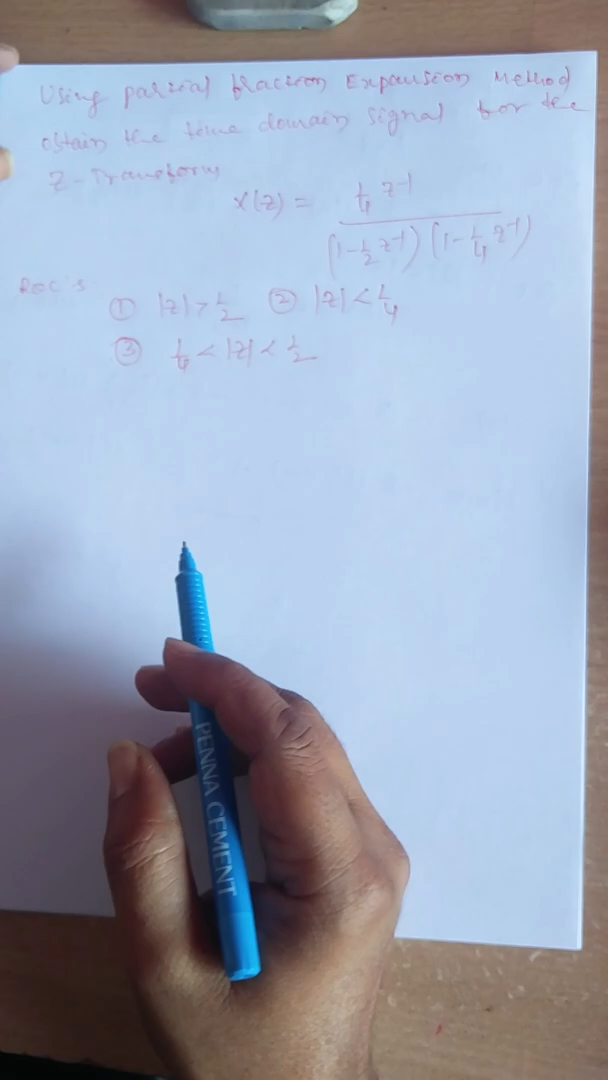 Using partial fraction Expansion Method
obtain the time domain signal for the
Z-Transform
X(z) = 1/4 z^-1 / (1 - 1/2 z^-1) (1 - 1/4 z^-1)
ROC's
① |z| > 1/2 ② |z| < 1/4
③ 1/4 < |z| < 1/2
PENNA CEMENT